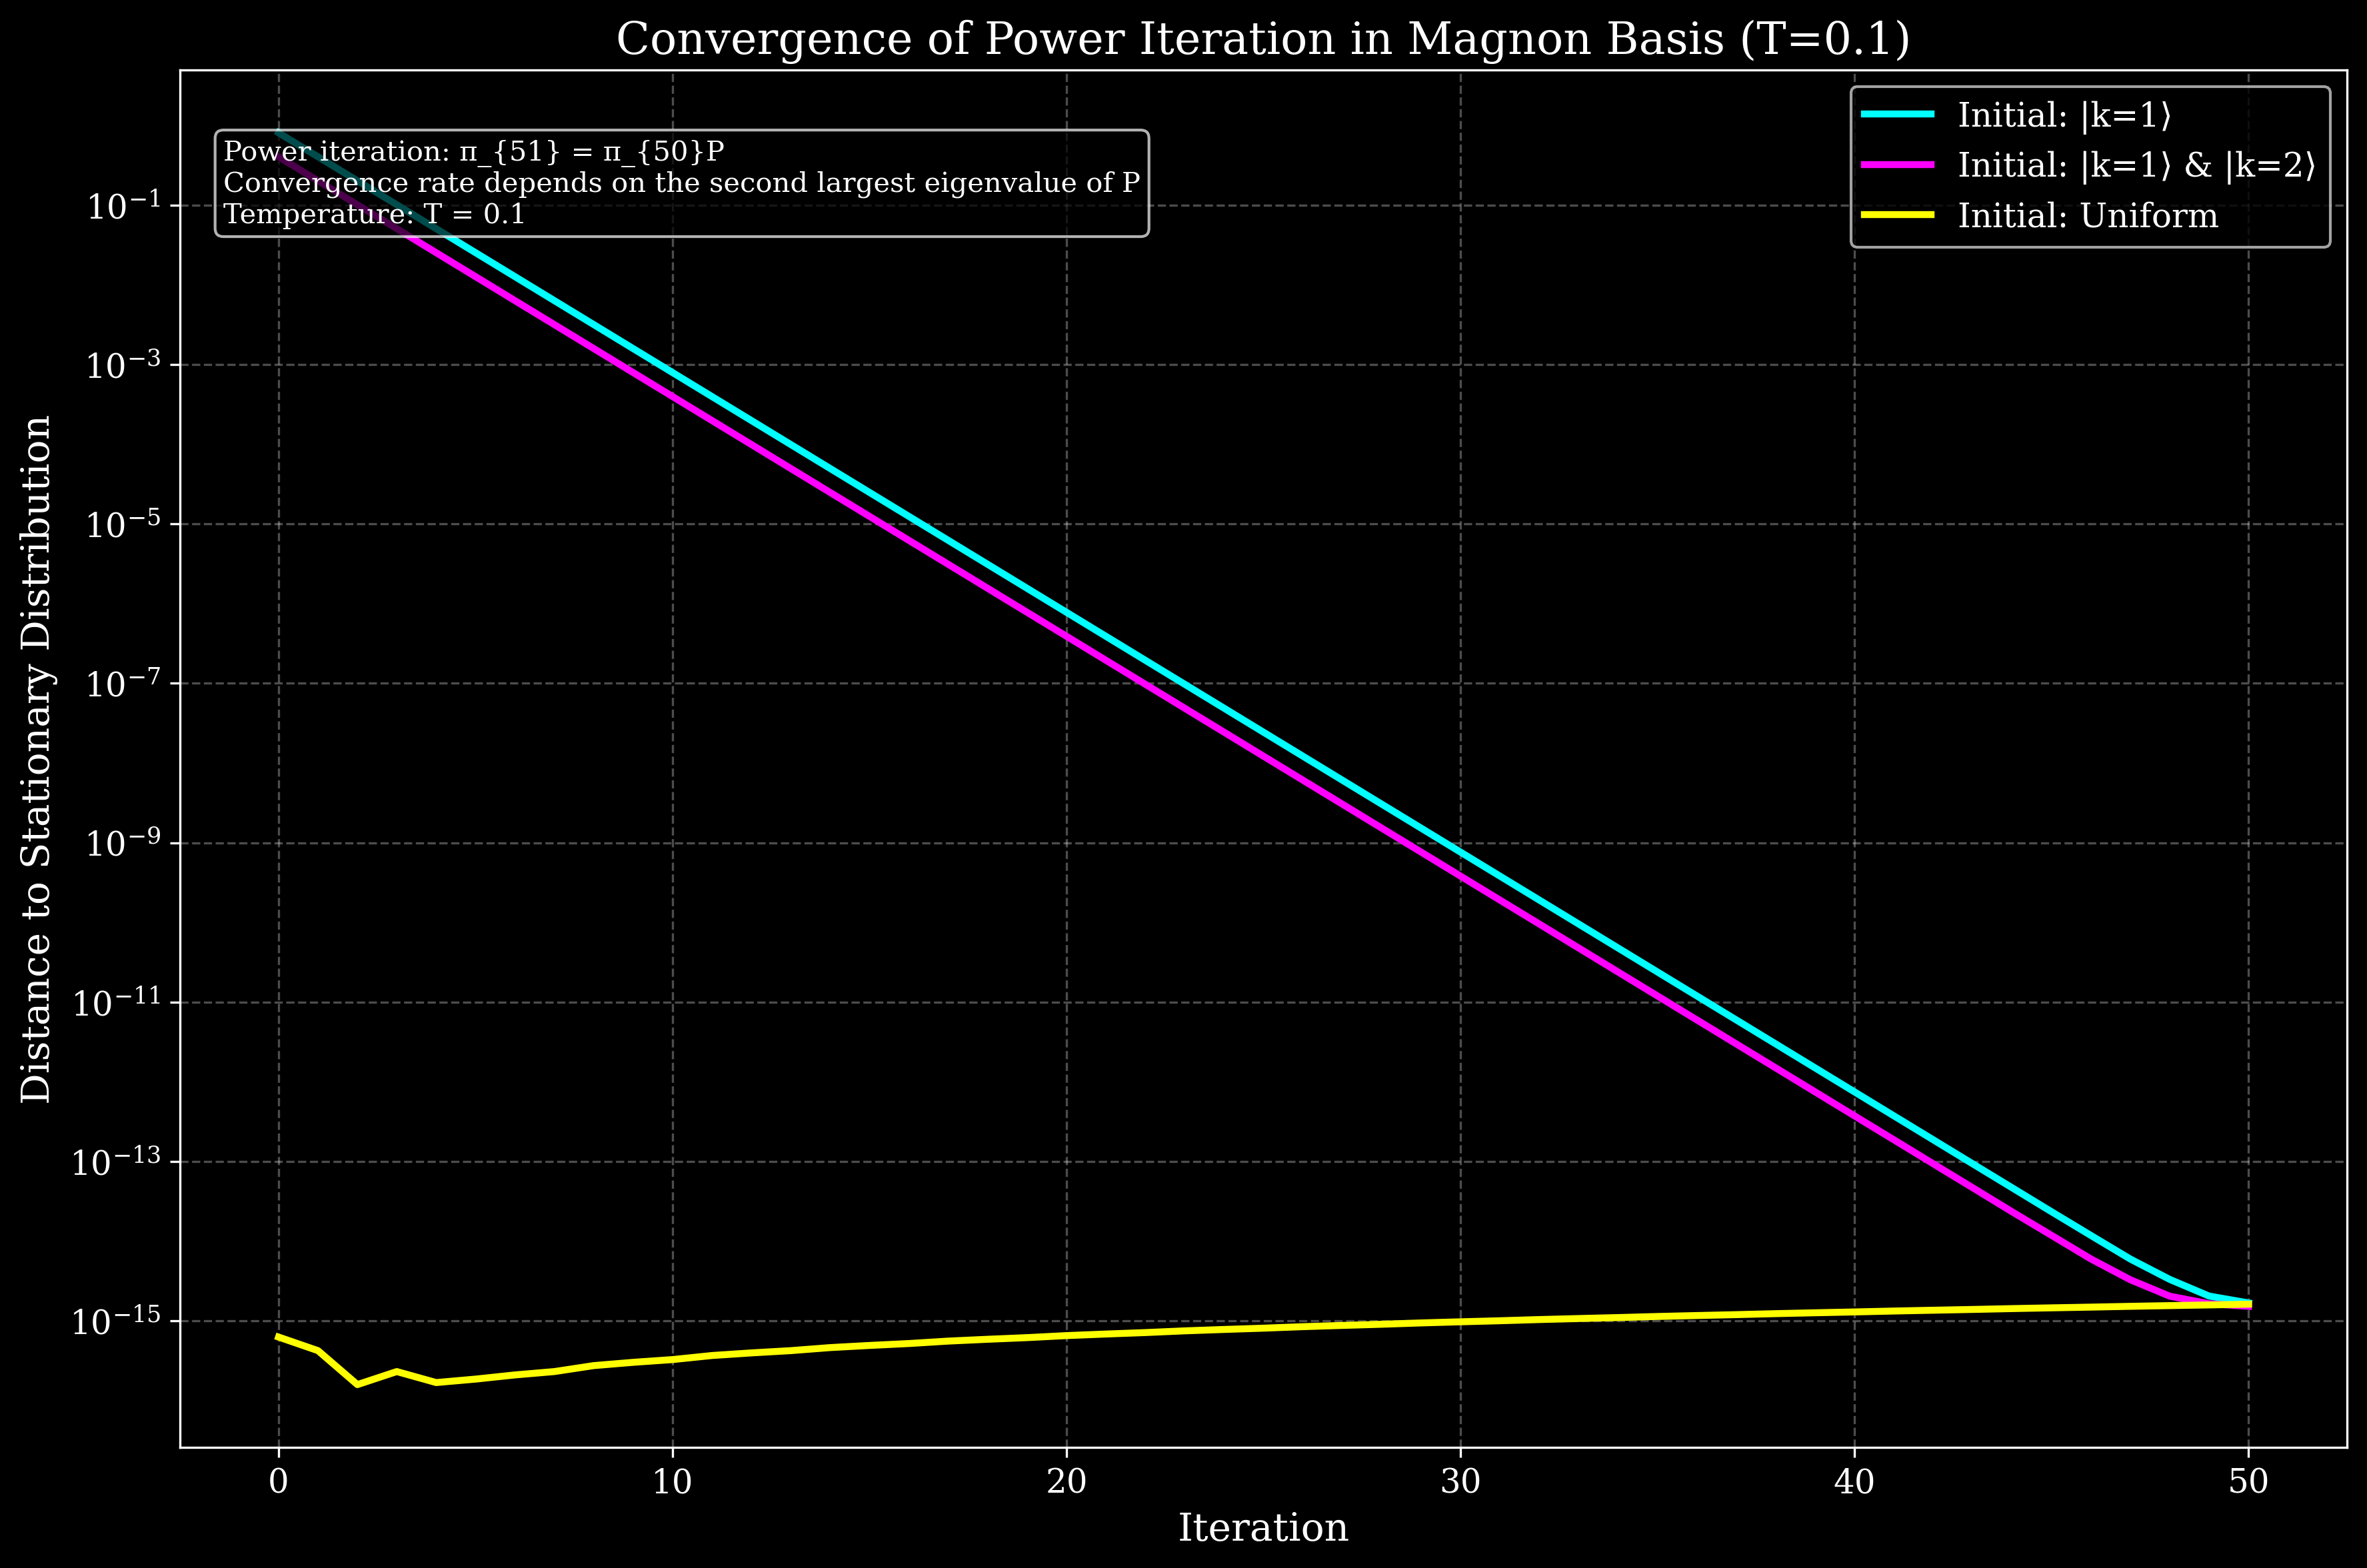 Convergence of Power Iteration in Magnon Basis (T=0.1)
Power iteration: π_{51} = π_{50}P
Convergence rate depends on the second largest eigenvalue of P
Temperature: T = 0.1
Initial: |k=1⟩
Initial: |k=1⟩ & |k=2⟩
Initial: Uniform
Distance to Stationary Distribution
10⁻¹
10⁻³
10⁻⁵
10⁻⁷
10⁻⁹
10⁻¹¹
10⁻¹³
10⁻¹⁵
0 10 20 30 40 50
Iteration